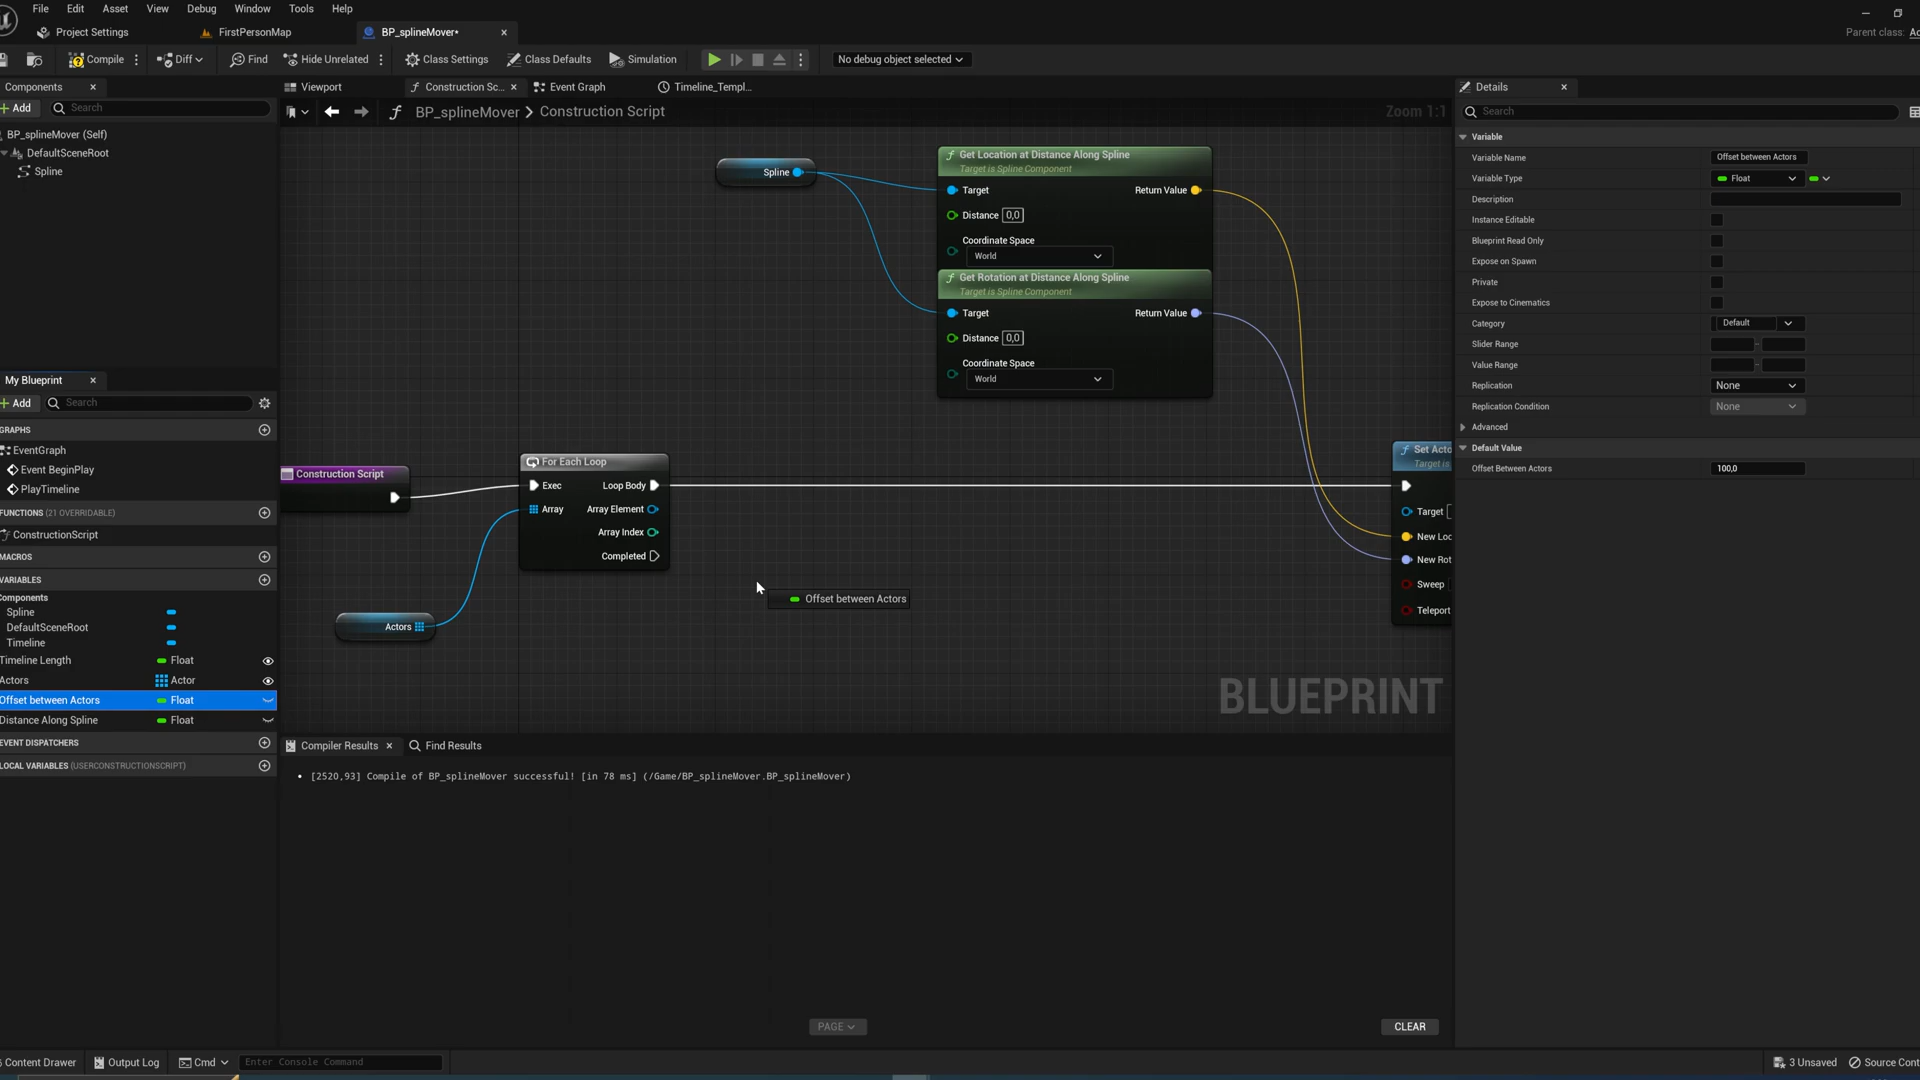 File Edit Asset View Debug Window Tools Help
Project Settings
FirstPersonMap
BP_splineMover•
Parent class:
Compile
Diff
Find
Hide Unrelated
Class Settings
Class Defaults
Simulation
No debug object selected
Components
Add
Search
BP_splineMover (Self)
DefaultSceneRoot
Spline
My Blueprint
Add
Search
GRAPHS
EventGraph
Event BeginPlay
PlayTimeline
FUNCTIONS (21 OVERRIDABLE)
ConstructionScript
MACROS
VARIABLES
Components
Spline
DefaultSceneRoot
Timeline
Timeline Length Float
Actors Actor
Offset between Actors Float
Distance Along Spline Float
EVENT DISPATCHERS
LOCAL VARIABLES (USERCONSTRUCTIONSCRIPT)
Viewport
Construction Sc...
Event Graph
Timeline_Templ...
BP_splineMover > Construction Script
Zoom 1:1
Spline
Get Location at Distance Along Spline
Target is Spline Component
Target Return Value
Distance 0,0
Coordinate Space
World
Get Rotation at Distance Along Spline
Target is Spline Component
Target Return Value
Distance 0,0
Coordinate Space
World
Construction Script
For Each Loop
Exec Loop Body
Array Array Element
Array Index
Completed
Actors
Offset between Actors
Set Acto
Target is
Target
New Loc
New Rot
Sweep
Teleport
BLUEPRINT
Compiler Results
Find Results
• [2520,93] Compile of BP_splineMover successful! [in 78 ms] (/Game/BP_splineMover.BP_splineMover)
PAGE
CLEAR
Details
Search
Variable
Variable Name Offset between Actors
Variable Type Float
Description
Instance Editable
Blueprint Read Only
Expose on Spawn
Private
Expose to Cinematics
Category Default
Slider Range
Value Range
Replication None
Replication Condition None
Advanced
Default Value
Offset Between Actors 100,0
Content Drawer
Output Log
Cmd
Enter Console Command
3 Unsaved
Source Cont